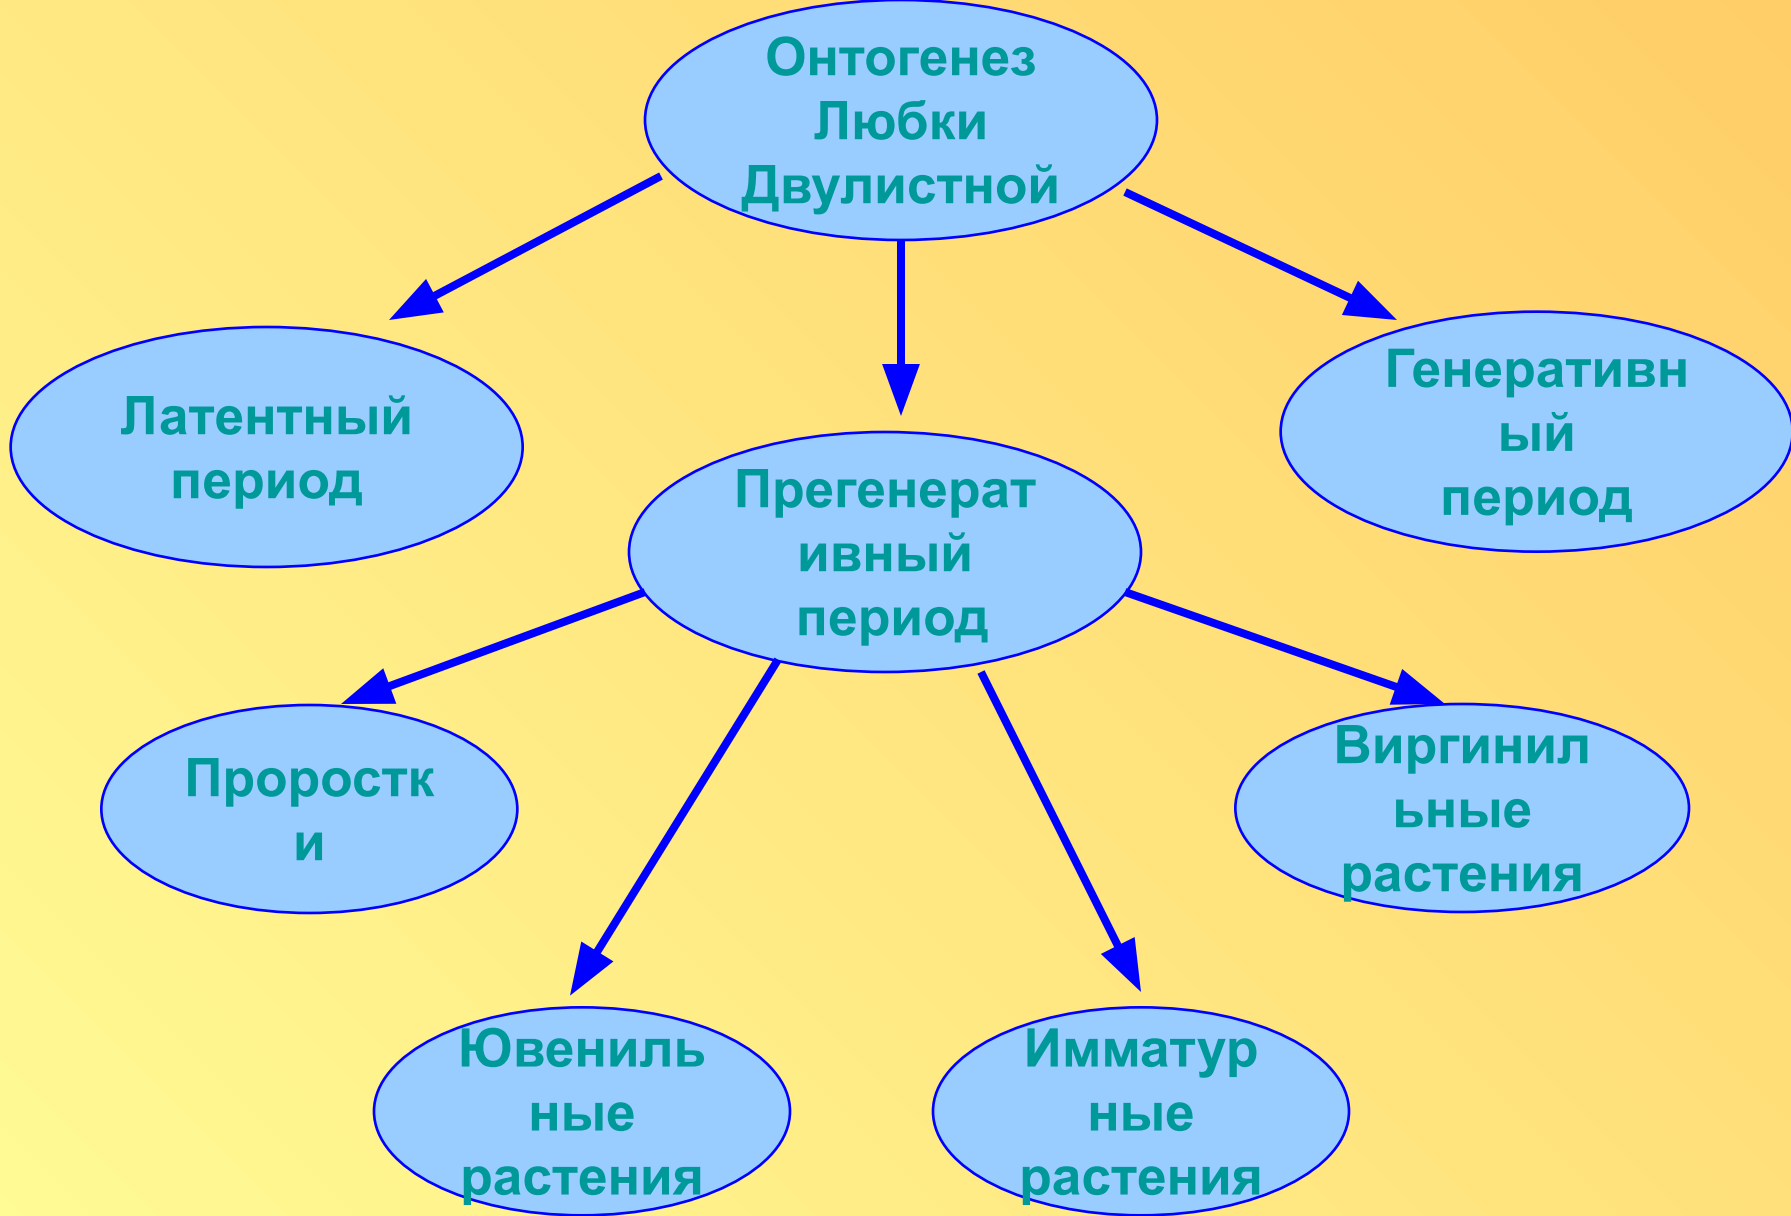 Онтогенез
Любки
Двулистной
Латентный
период
Прегенерат
ивный
период
Генеративн
ый
период
Проростк
и
Ювениль
ные
растения
Имматур
ные
растения
Виргинил
ьные
растения